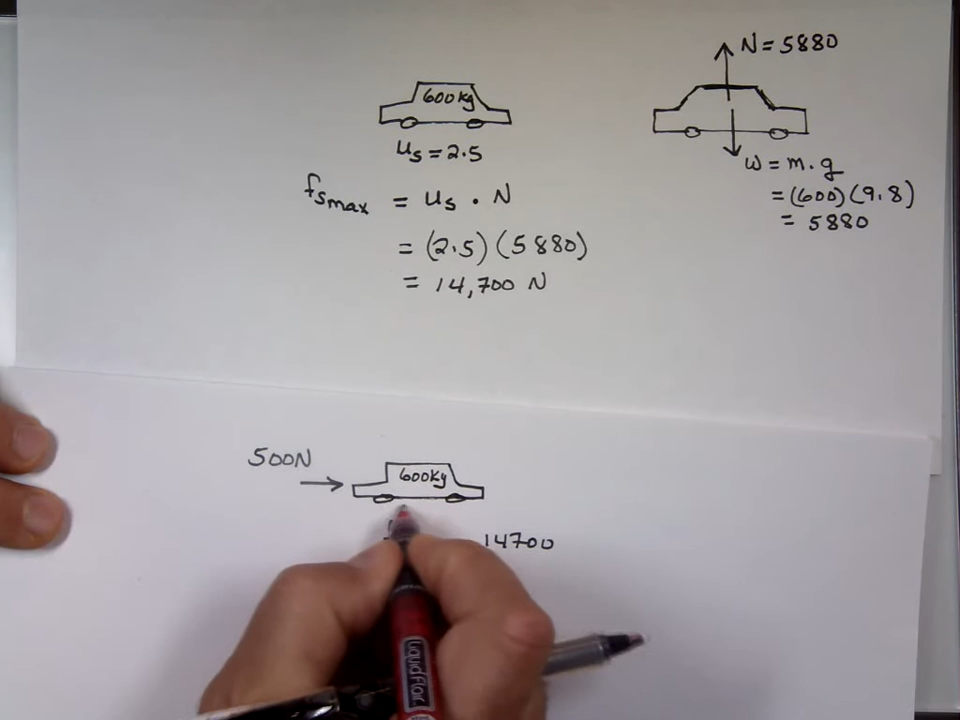 600kg
us = 2.5
fsmax = us · N
= (2.5)(5880)
= 14,700 N
N = 5880
w = m.g
= (600)(9.8)
= 5880
500N
600kg
14700
Liquid Flair